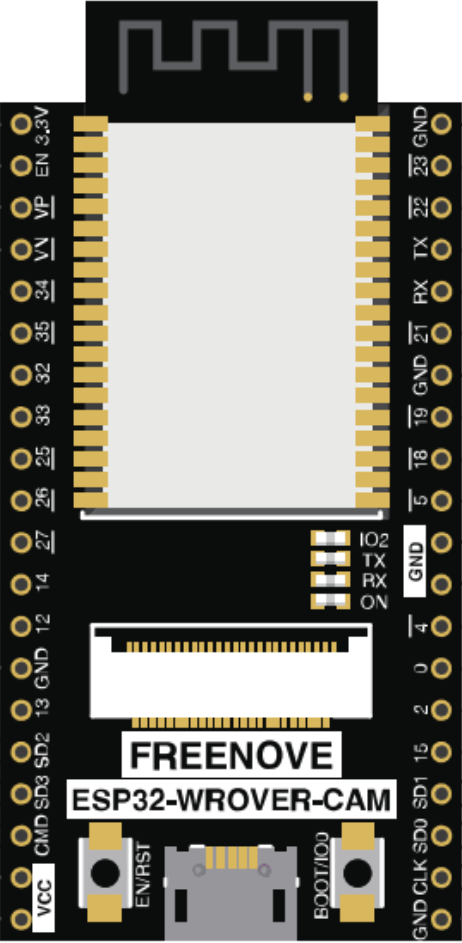 3.3V
EN
VP
VN
34
35
32
33
25
26
27
14
12
GND
13
SD2
SD3
CMD
VCC
GND
23
22
TX
RX
21
GND
19
18
5
GND
4
0
2
15
SD1
SD0
CLK
GND
IO2
TX
RX
ON
FREENOVE
ESP32-WROVER-CAM
EN/RST
BOOT/IO0